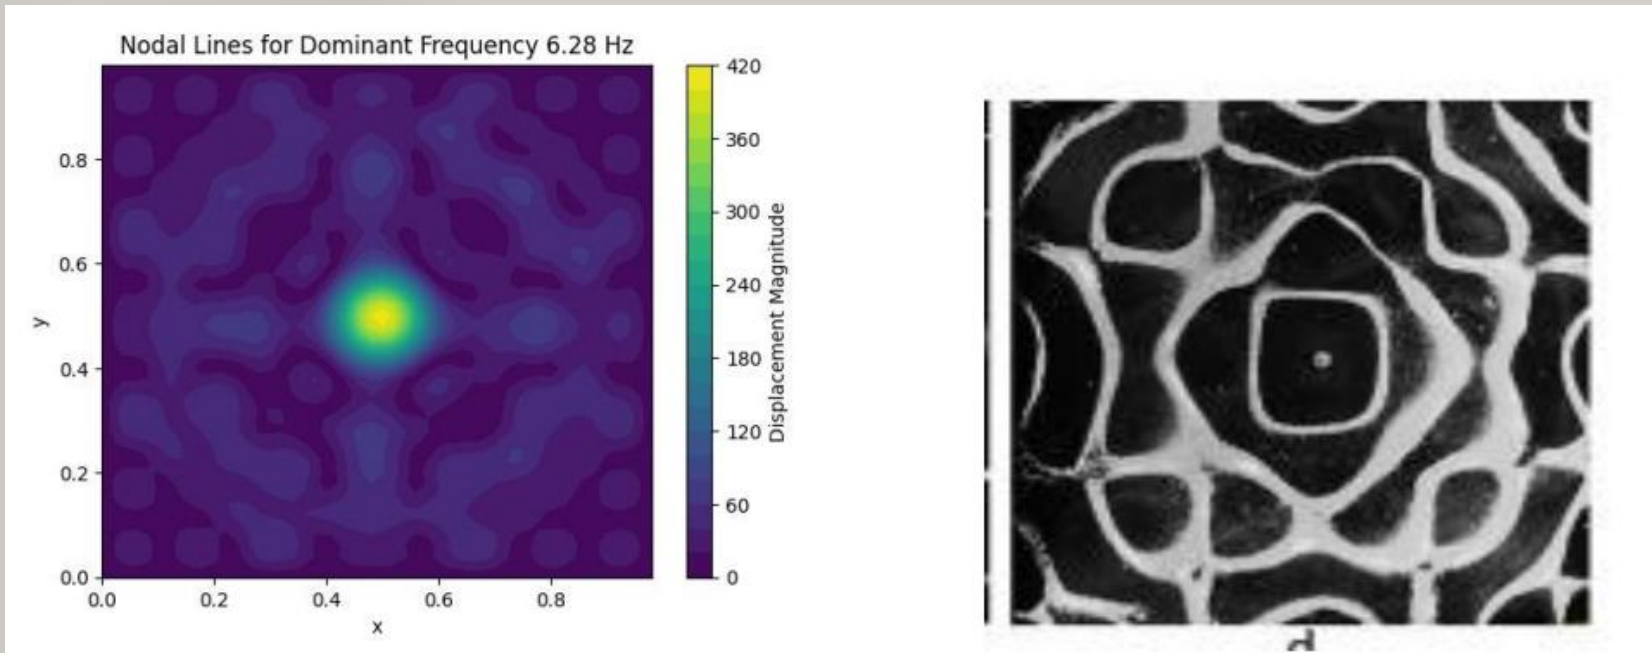 Nodal Lines for Dominant Frequency 6.28 Hz
420
360
300
240
180
120
60
0
Displacement Magnitude
0.8
0.6
0.4
0.2
0.0
y
0.0 0.2 0.4 0.6 0.8
x